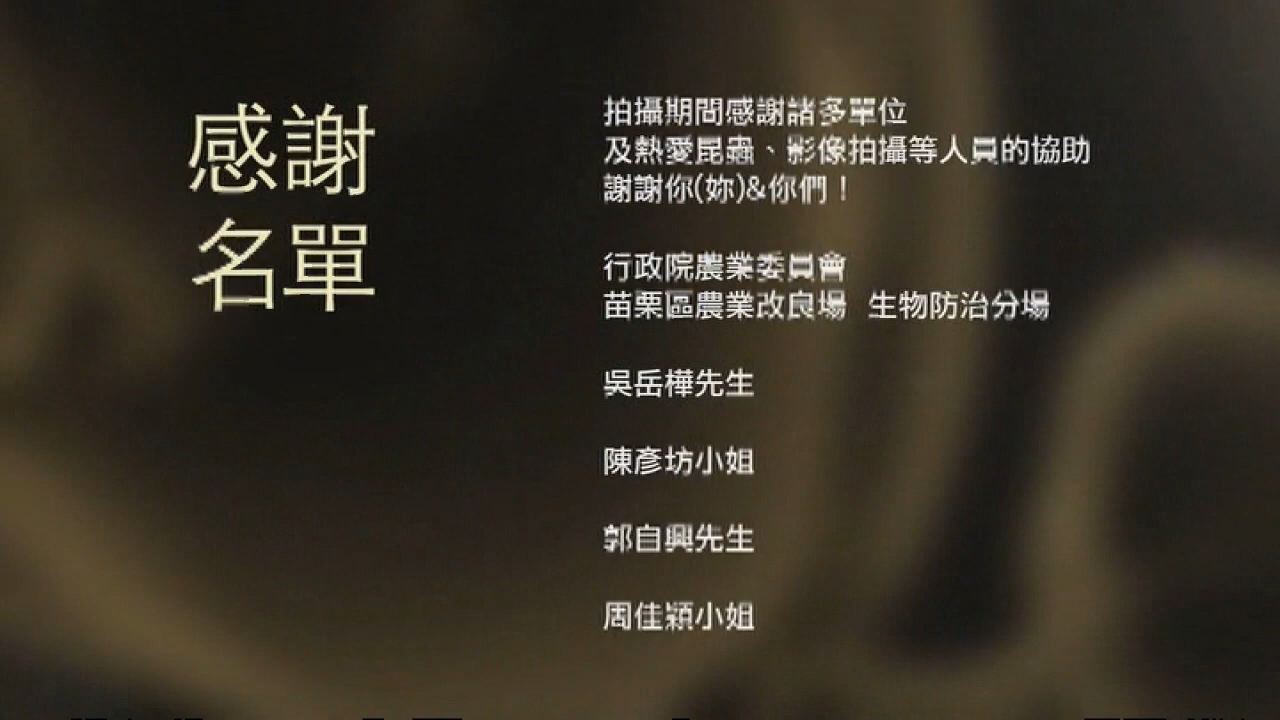 感謝
名單
拍攝期間感謝諸多單位
及熱愛昆蟲、影像拍攝等人員的協助
謝謝你(妳)&你們！
行政院農業委員會
苗栗區農業改良場 生物防治分場
吳岳樺先生
陳彥坊小姐
郭自興先生
周佳穎小姐